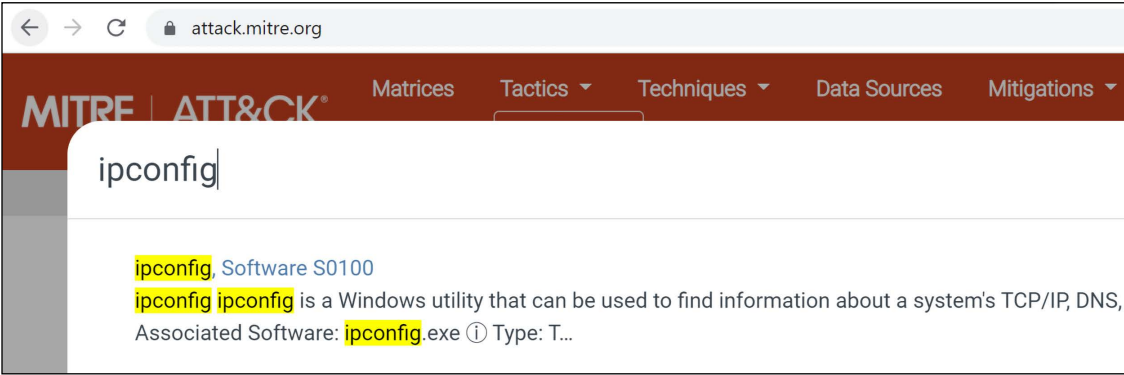 attack.mitre.org
MITRE | ATT&CK®
Matrices Tactics Techniques Data Sources Mitigations
ipconfig
ipconfig, Software S0100
ipconfig ipconfig is a Windows utility that can be used to find information about a system's TCP/IP, DNS,
Associated Software: ipconfig.exe ⓘ Type: T...